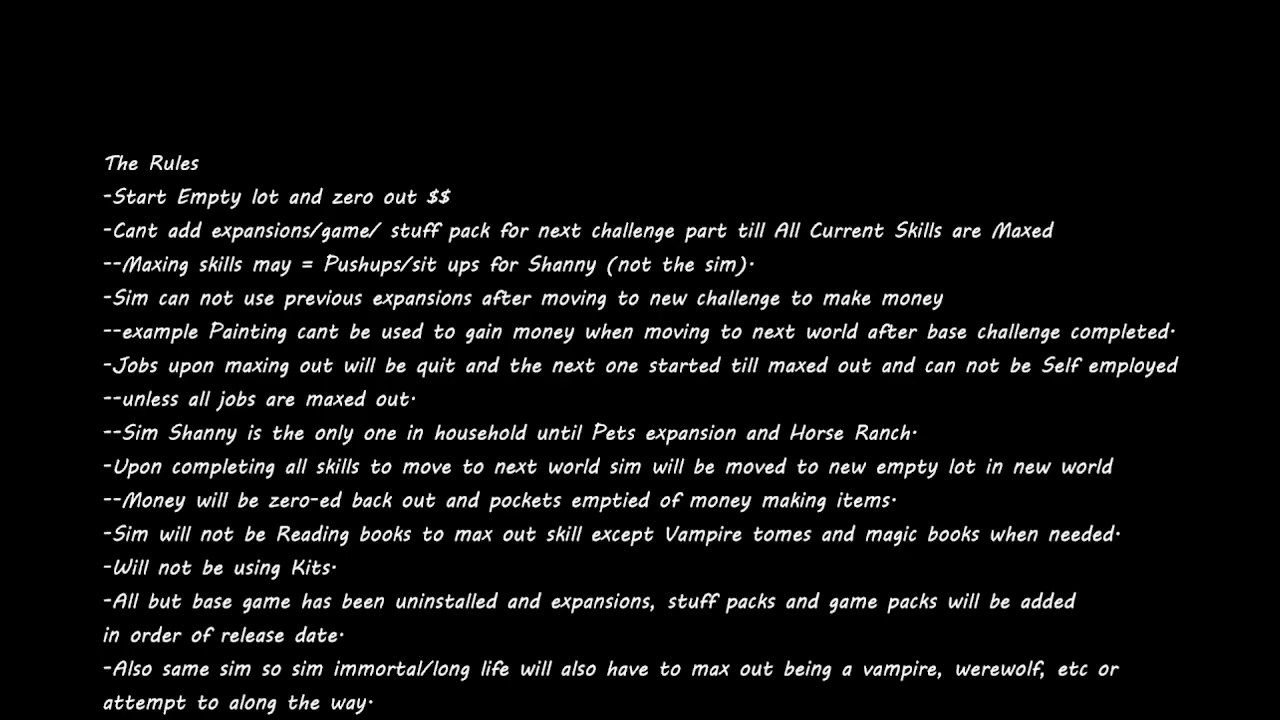 The Rules
-Start Empty lot and zero out $$
-Cant add expansions/game/ stuff pack for next challenge part till All Current Skills are Maxed
--Maxing skills may = Pushups/sit ups for Shanny (not the sim).
-Sim can not use previous expansions after moving to new challenge to make money
--example Painting cant be used to gain money when moving to next world after base challenge completed.
-Jobs upon maxing out will be quit and the next one started till maxed out and can not be Self employed
--unless all jobs are maxed out.
--Sim Shanny is the only one in household until Pets expansion and Horse Ranch.
-Upon completing all skills to move to next world sim will be moved to new empty lot in new world
--Money will be zero-ed back out and pockets emptied of money making items.
-Sim will not be Reading books to max out skill except Vampire tomes and magic books when needed.
-Will not be using Kits.
-All but base game has been uninstalled and expansions, stuff packs and game packs will be added
in order of release date.
-Also same sim so sim immortal/long life will also have to max out being a vampire, werewolf, etc or
attempt to along the way.